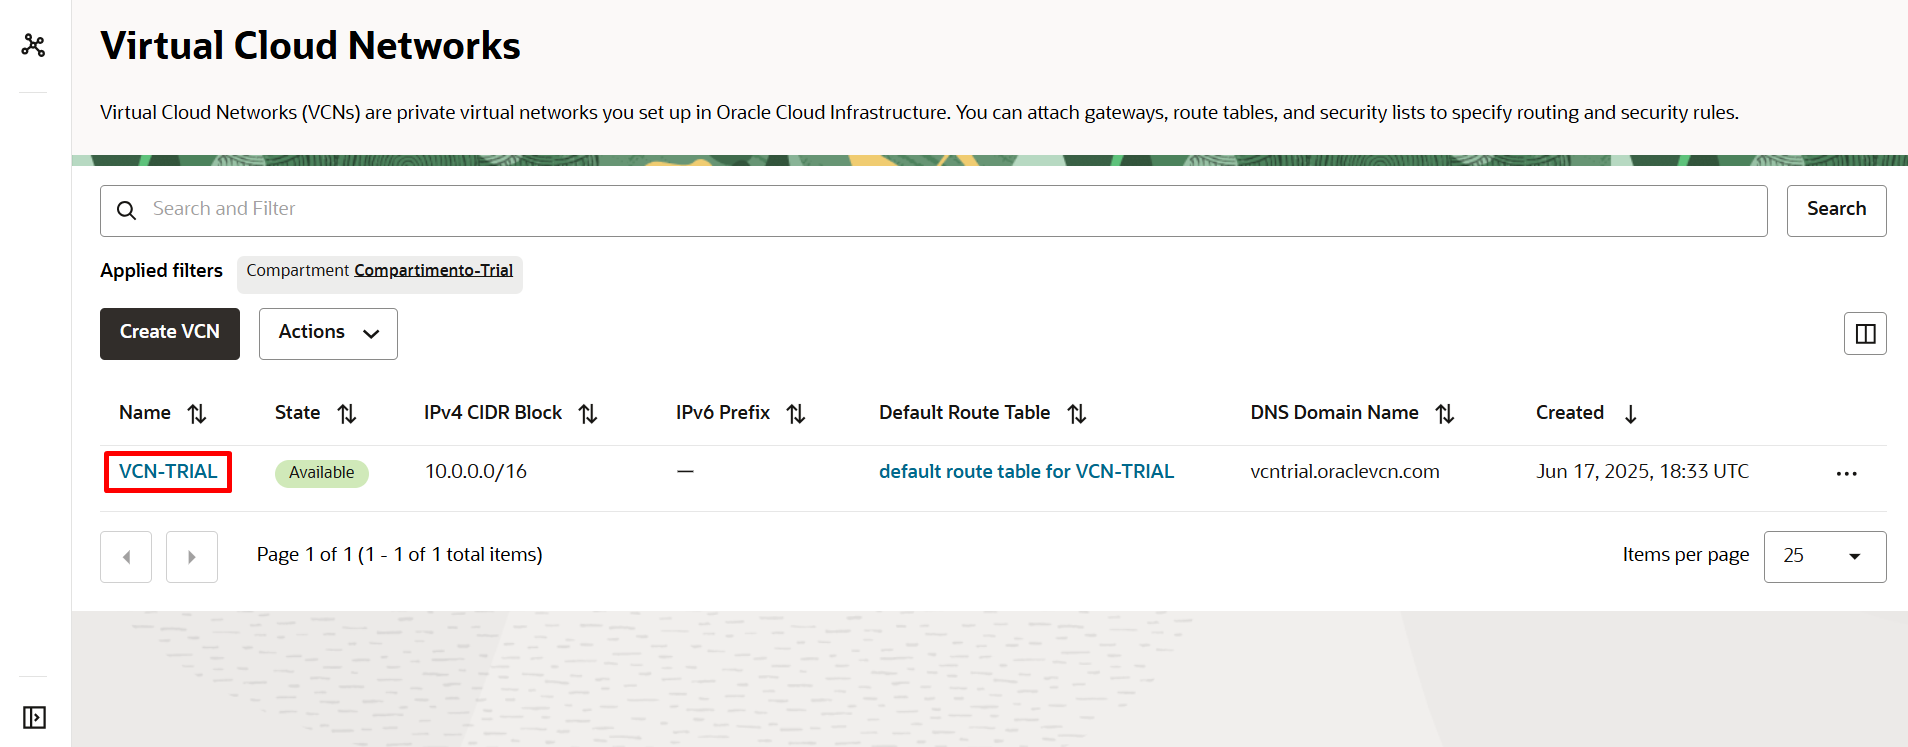 Virtual Cloud Networks
Virtual Cloud Networks (VCNs) are private virtual networks you set up in Oracle Cloud Infrastructure. You can attach gateways, route tables, and security lists to specify routing and security rules.
Search and Filter
Search
Applied filters Compartment Compartimento-Trial
Create VCN Actions
Name State IPv4 CIDR Block IPv6 Prefix Default Route Table DNS Domain Name Created
VCN-TRIAL Available 10.0.0.0/16 — default route table for VCN-TRIAL vcntrial.oraclevcn.com Jun 17, 2025, 18:33 UTC
Page 1 of 1 (1 - 1 of 1 total items) Items per page 25